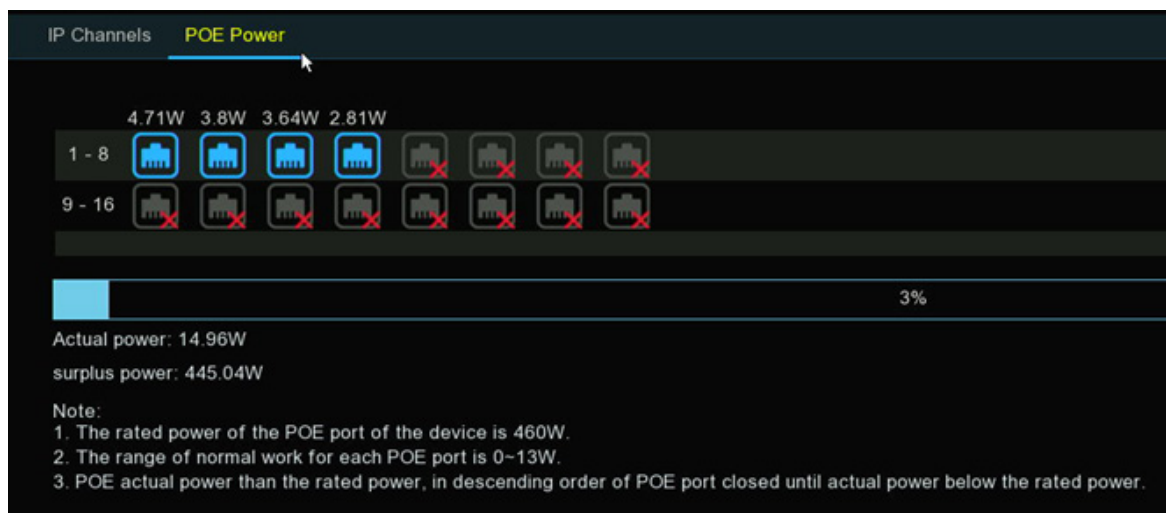 IP Channels POE Power
4.71W 3.8W 3.64W 2.81W
1 - 8
9 - 16
3%
Actual power: 14.96W
surplus power: 445.04W
Note:
1. The rated power of the POE port of the device is 460W.
2. The range of normal work for each POE port is 0~13W.
3. POE actual power than the rated power, in descending order of POE port closed until actual power below the rated power.